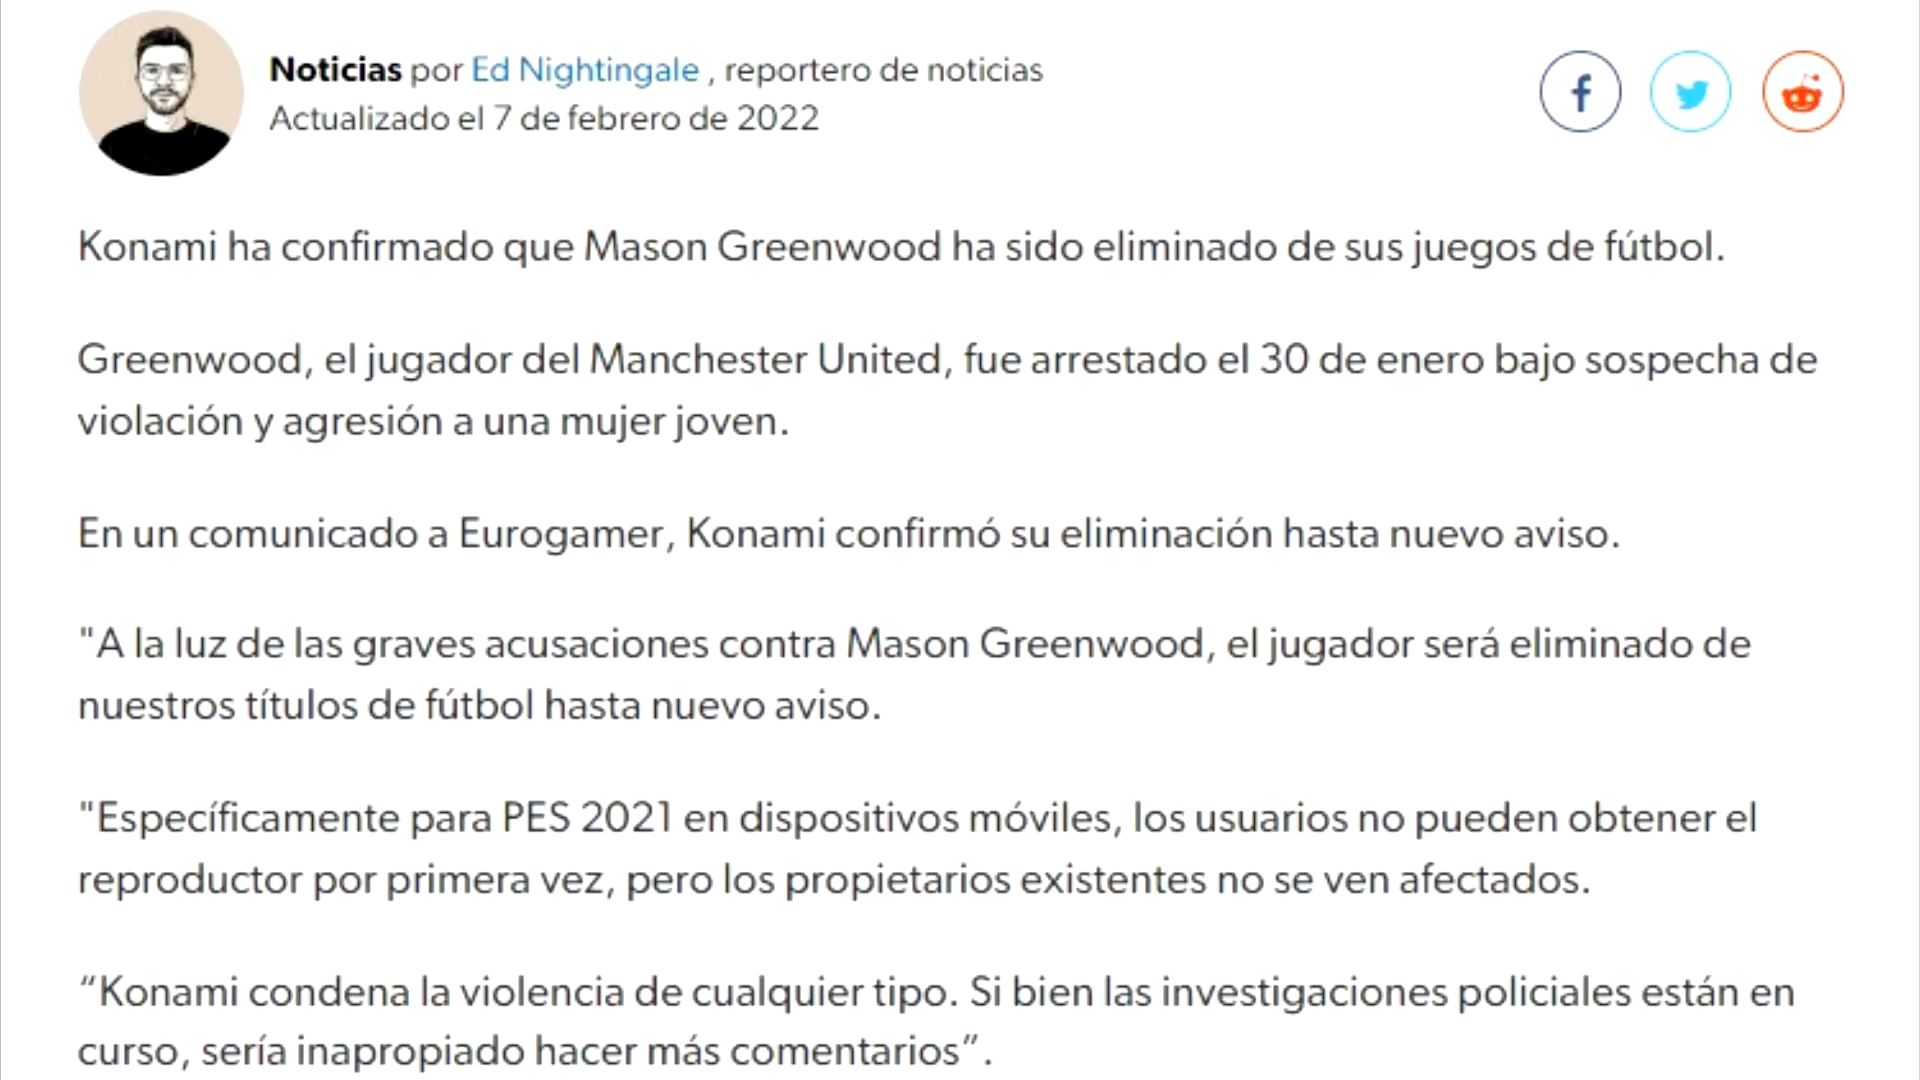 Noticias por Ed Nightingale , reportero de noticias
Actualizado el 7 de febrero de 2022
Konami ha confirmado que Mason Greenwood ha sido eliminado de sus juegos de fútbol.
Greenwood, el jugador del Manchester United, fue arrestado el 30 de enero bajo sospecha de
violación y agresión a una mujer joven.
En un comunicado a Eurogamer, Konami confirmó su eliminación hasta nuevo aviso.
"A la luz de las graves acusaciones contra Mason Greenwood, el jugador será eliminado de
nuestros títulos de fútbol hasta nuevo aviso.
"Específicamente para PES 2021 en dispositivos móviles, los usuarios no pueden obtener el
reproductor por primera vez, pero los propietarios existentes no se ven afectados.
“Konami condena la violencia de cualquier tipo. Si bien las investigaciones policiales están en
curso, sería inapropiado hacer más comentarios”.